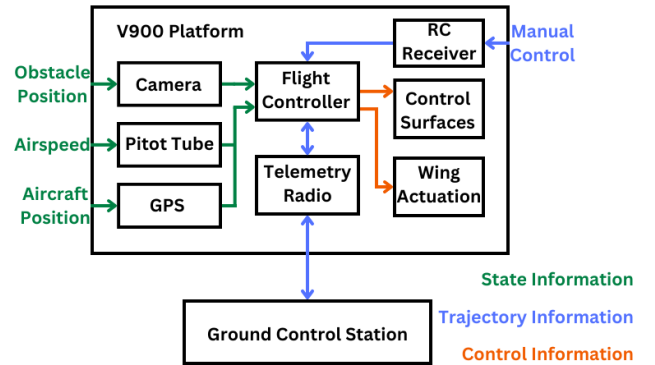 V900 Platform
RC
Receiver
Manual
Control
Obstacle
Position
Camera
Flight
Controller
Control
Surfaces
Airspeed
Pitot Tube
Telemetry
Radio
Wing
Actuation
Aircraft
Position
GPS
State Information
Trajectory Information
Control Information
Ground Control Station